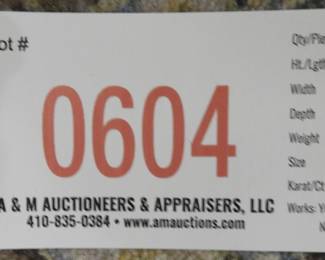 ot #
0604
A & M AUCTIONEERS & APPRAISERS, LLC
410-835-0384 • www.amauctions.com
Qty/Pie
Ht./Lgt
Width
Depth
Weight
Size
Karat/Ct
Works: Y
N